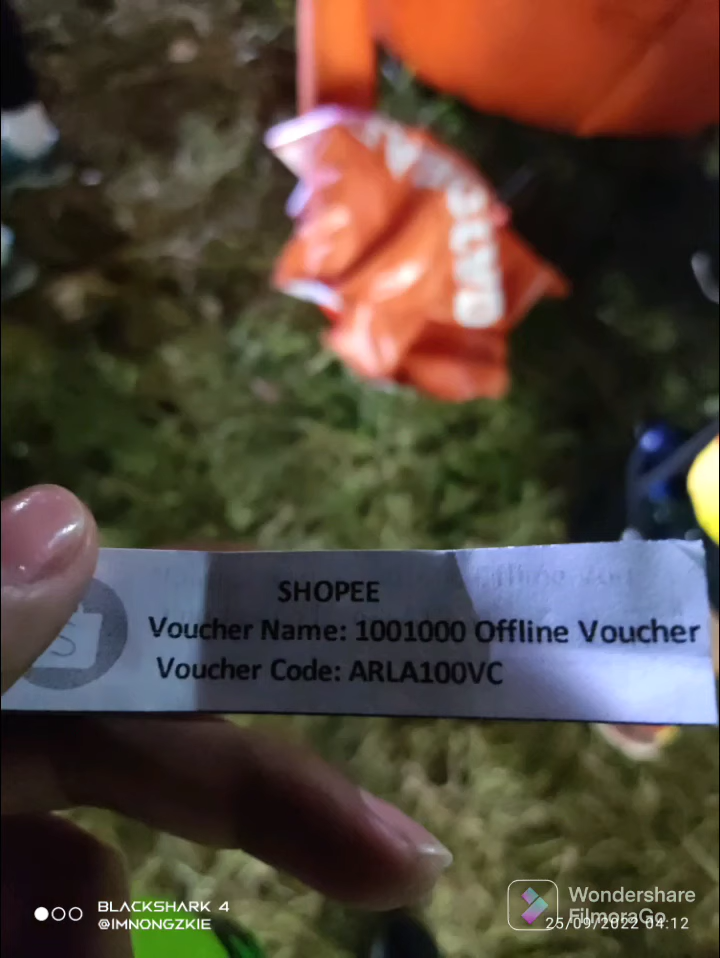 SHOPEE
Voucher Name: 1001000 Offline Voucher
Voucher Code: ARLA100VC
BLACKSHARK 4
@IMNONGZKIE
Wondershare
FilmoraGo
25/09/2022 04:12